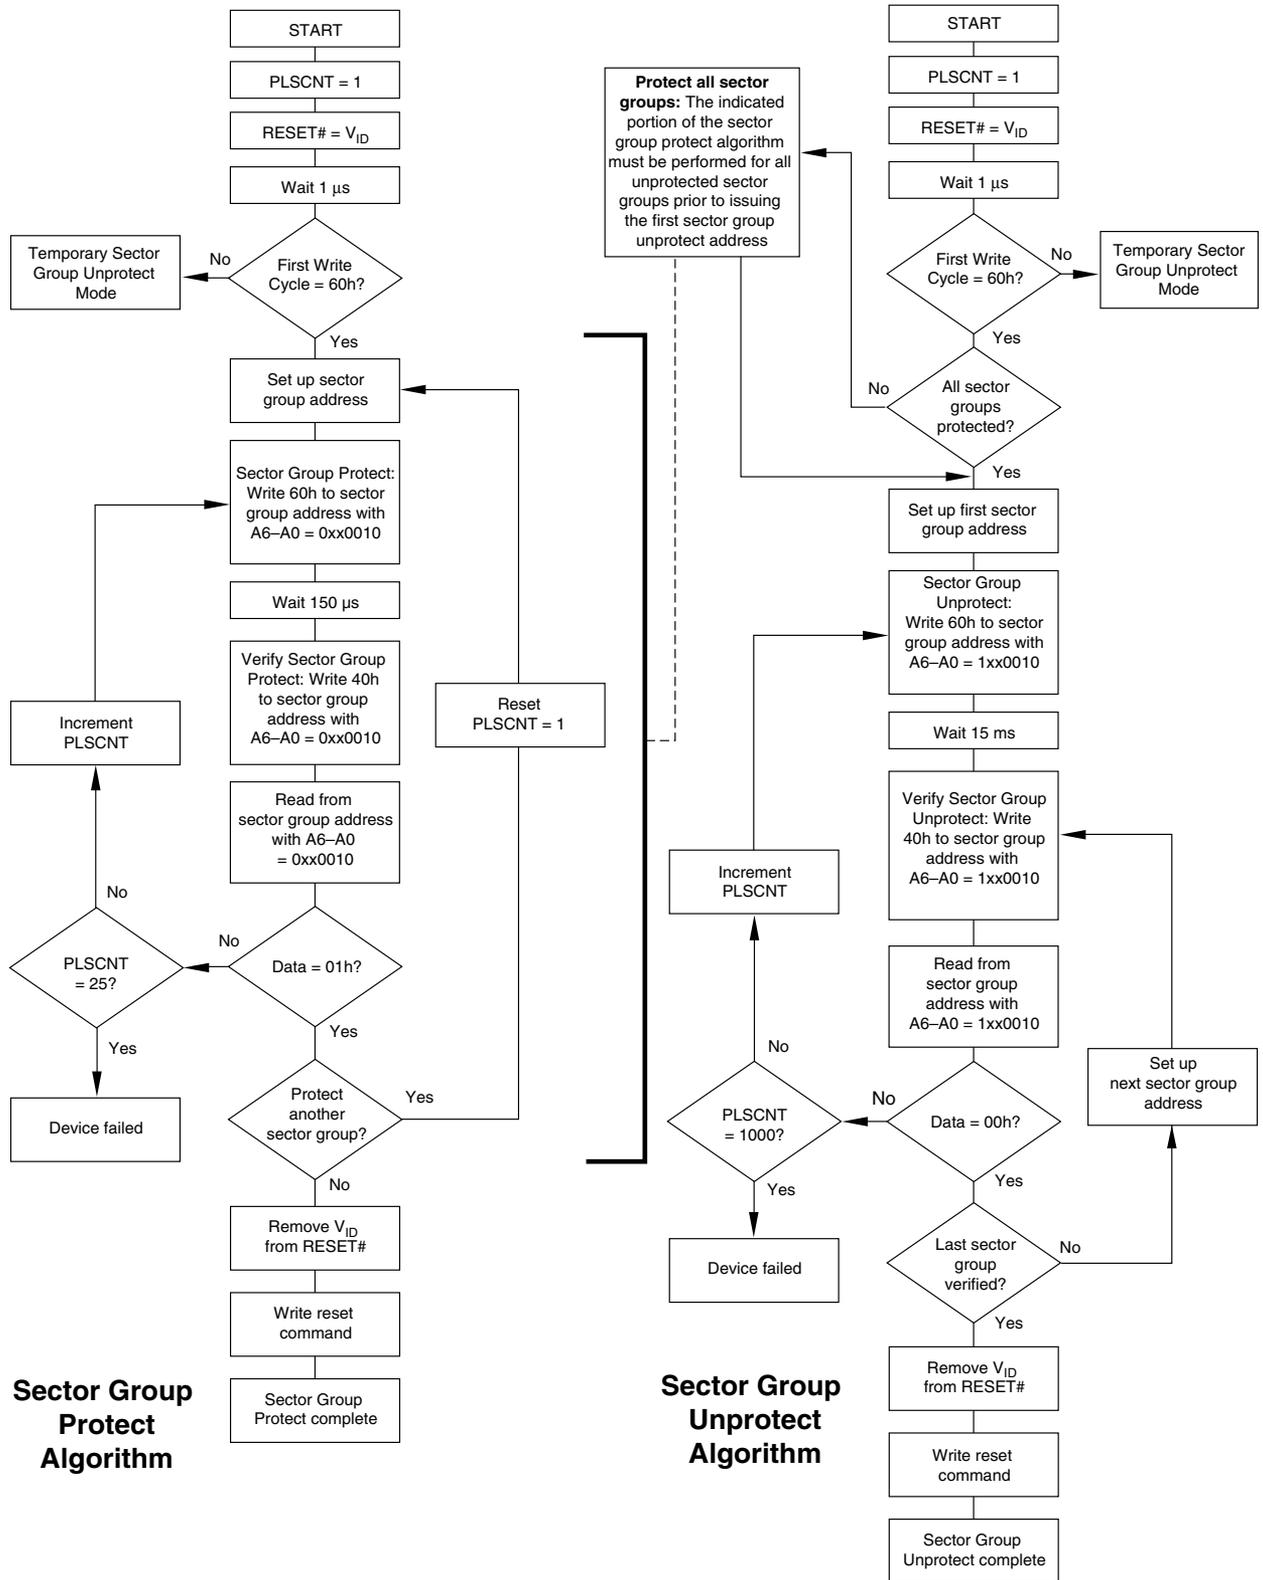 START
PLSCNT = 1
RESET# = VID
Wait 1 μs
First Write
Cycle = 60h?
No
Temporary Sector
Group Unprotect
Mode
Yes
Set up sector
group address
Sector Group Protect:
Write 60h to sector
group address with
A6–A0 = 0xx0010
Wait 150 µs
Verify Sector Group
Protect: Write 40h
to sector group
address with
A6–A0 = 0xx0010
Read from
sector group address
with A6–A0
= 0xx0010
Data = 01h?
No
PLSCNT
= 25?
No
Increment
PLSCNT
Yes
Device failed
Yes
Protect
another
sector group?
Yes
Reset
PLSCNT = 1
No
Remove VID
from RESET#
Write reset
command
Sector Group
Protect complete
Sector Group
Protect
Algorithm
START
PLSCNT = 1
RESET# = VID
Wait 1 μs
First Write
Cycle = 60h?
No
Temporary Sector
Group Unprotect
Mode
Yes
All sector
groups
protected?
No
Protect all sector
groups: The indicated
portion of the sector
group protect algorithm
must be performed for all
unprotected sector
groups prior to issuing
the first sector group
unprotect address
Yes
Set up first sector
group address
Sector Group
Unprotect:
Write 60h to sector
group address with
A6–A0 = 1xx0010
Wait 15 ms
Verify Sector Group
Unprotect: Write
40h to sector group
address with
A6–A0 = 1xx0010
Read from
sector group
address with
A6–A0 = 1xx0010
Data = 00h?
No
PLSCNT
= 1000?
No
Increment
PLSCNT
Yes
Device failed
Yes
Last sector
group
verified?
No
Set up
next sector group
address
Yes
Remove VID
from RESET#
Write reset
command
Sector Group
Unprotect complete
Sector Group
Unprotect
Algorithm